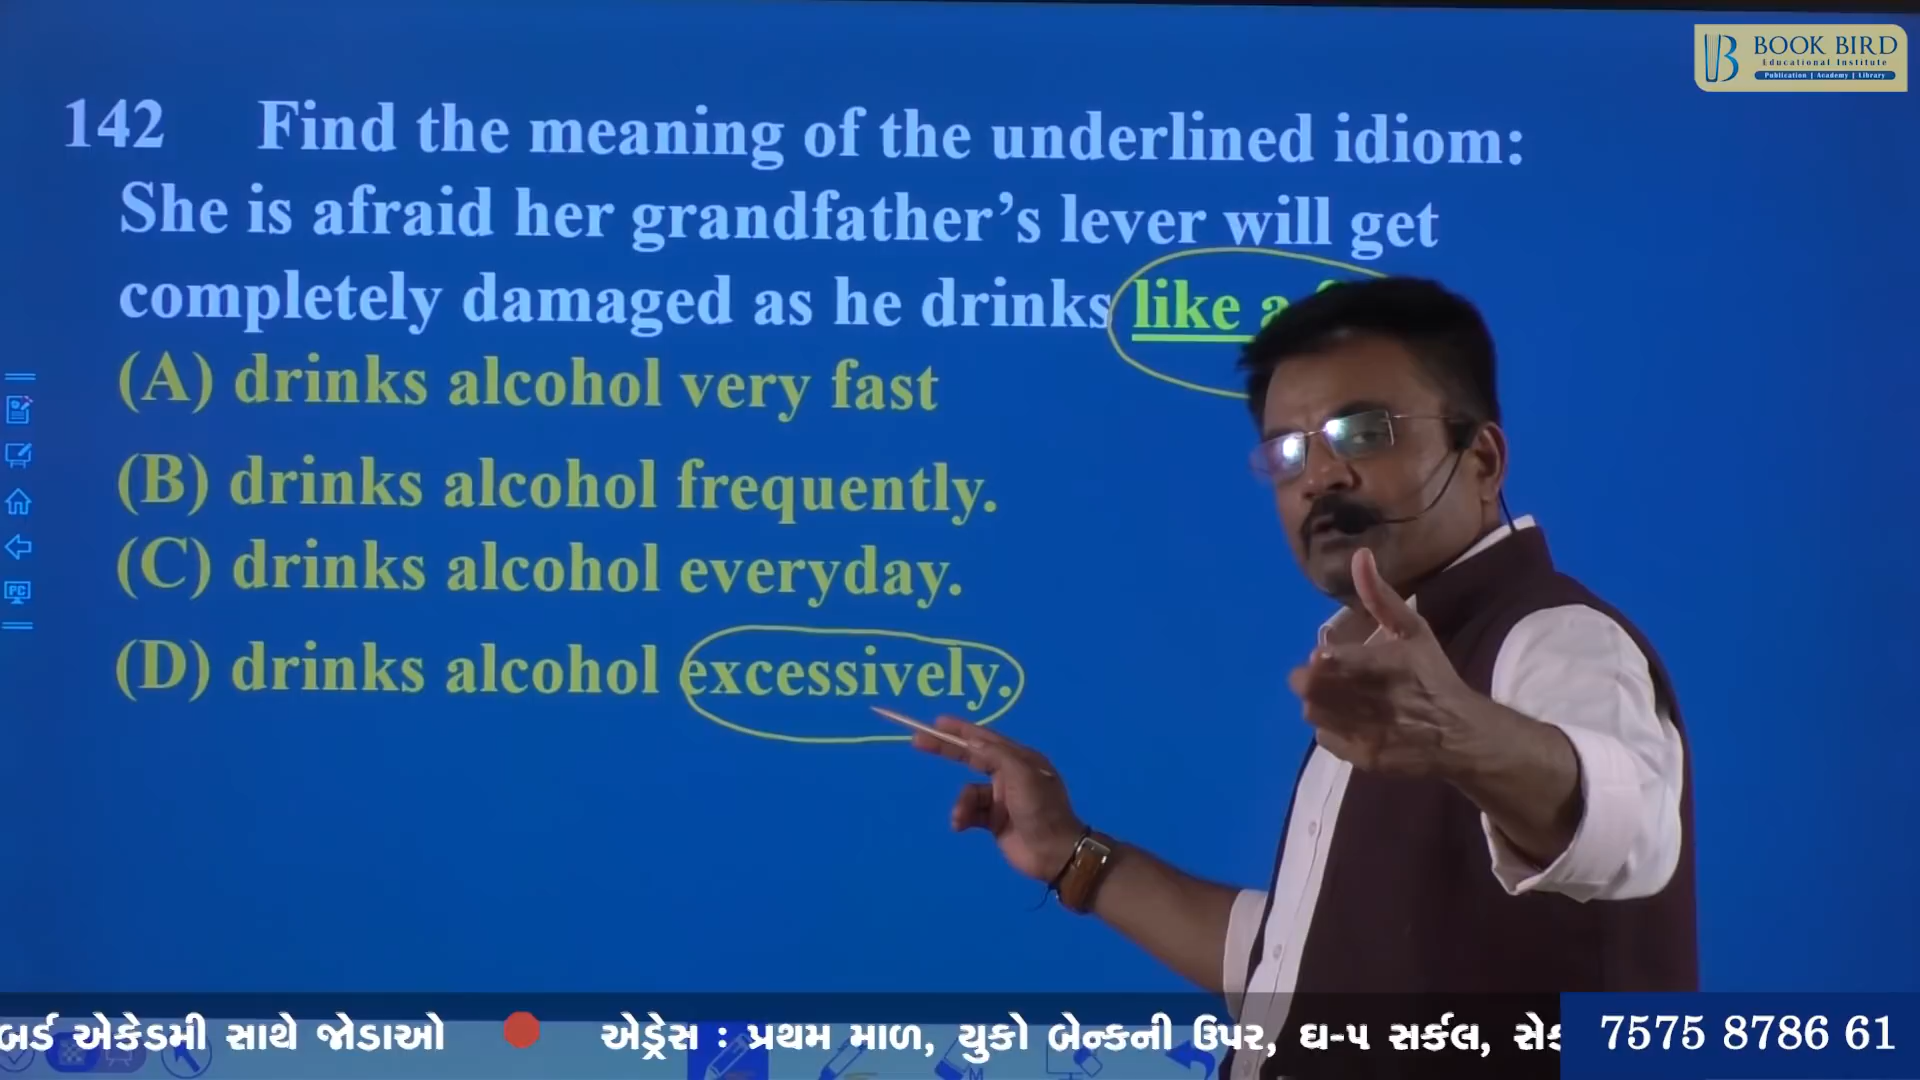 BOOK BIRD
Educational Institute
Publication | Academy | Library
142 Find the meaning of the underlined idiom:
She is afraid her grandfather's lever will get
completely damaged as he drinks like a
(A) drinks alcohol very fast
(B) drinks alcohol frequently.
(C) drinks alcohol everyday.
(D) drinks alcohol excessively.
PC
બર્ડ એકેડમી સાથે જોડાઓ એડ્રેસ : પ્રથમ માળ, યુકો બેન્કની ઉપર, ઘ-૫ સર્કલ, 7575 8786 61